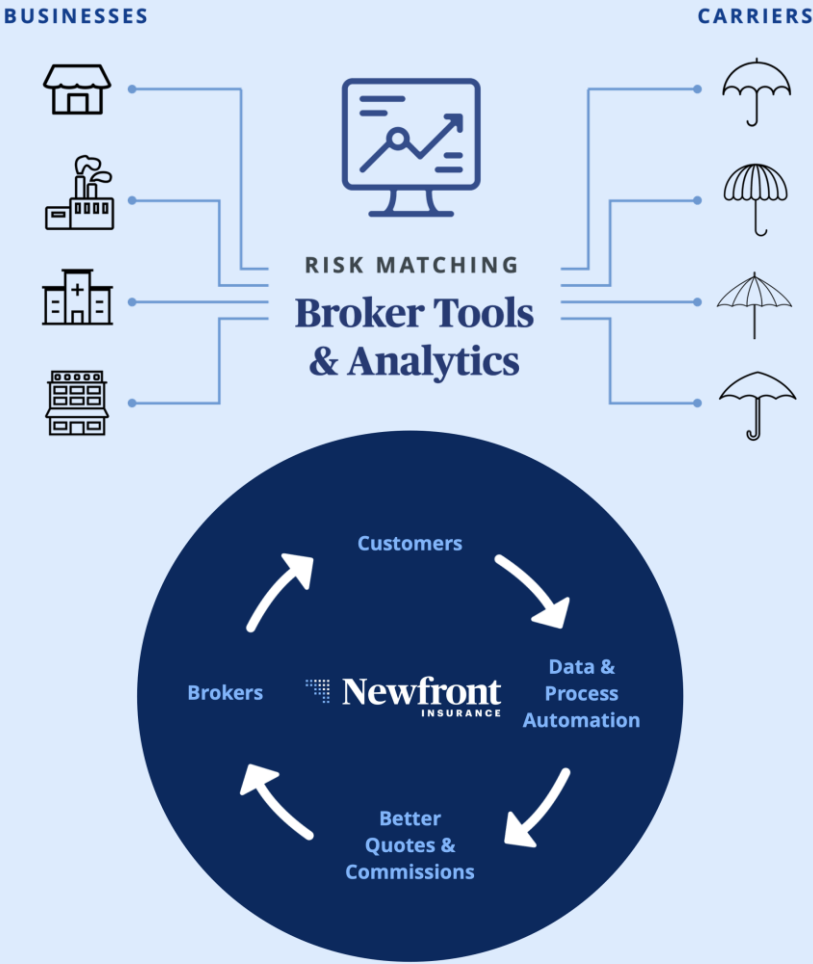 BUSINESSES
CARRIERS
RISK MATCHING
Broker Tools
& Analytics
Customers
Data &
Process
Automation
Brokers
Newfront
INSURANCE
Better
Quotes &
Commissions